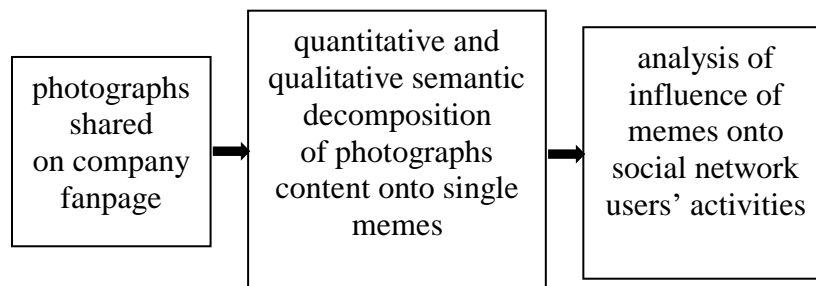 photographs
shared
on company
fanpage
quantitative and
qualitative semantic
decomposition
of photographs
content onto single
memes
analysis of
influence of
memes onto
social network
users’ activities